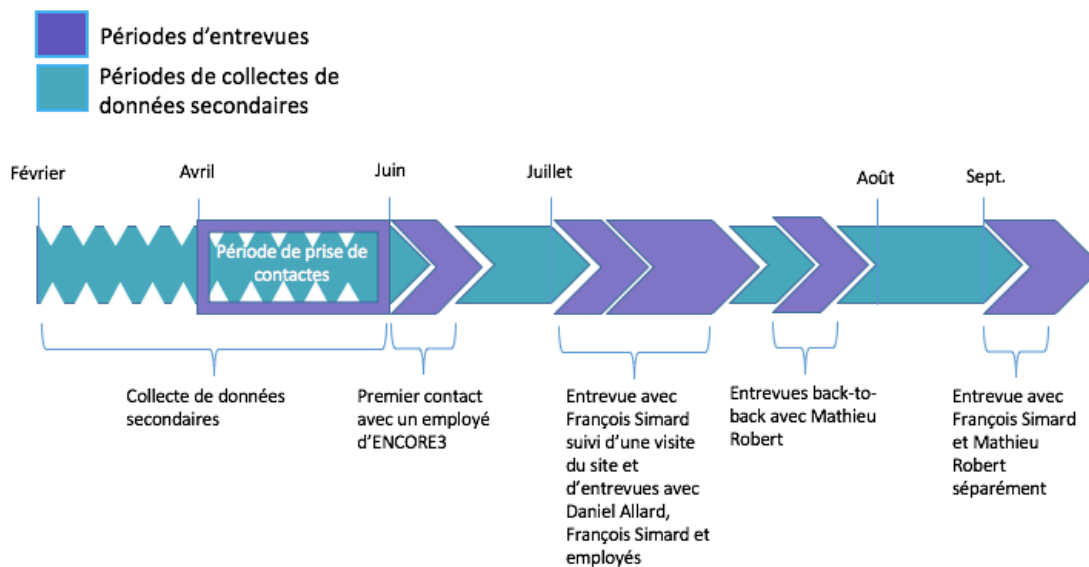 Périodes d'entrevues
Périodes de collectes de
données secondaires
Février
Avril
Juin
Juillet
Août
Sept.
Période de prise de
contactes
Collecte de données
secondaires
Premier contact
avec un employé
d'ENCORE3
Entrevue avec
François Simard
suivi d'une visite
du site et
d'entrevues avec
Daniel Allard,
François Simard et
employés
Entrevues back-to-
back avec Mathieu
Robert
Entrevue avec
François Simard
et Mathieu
Robert
séparément